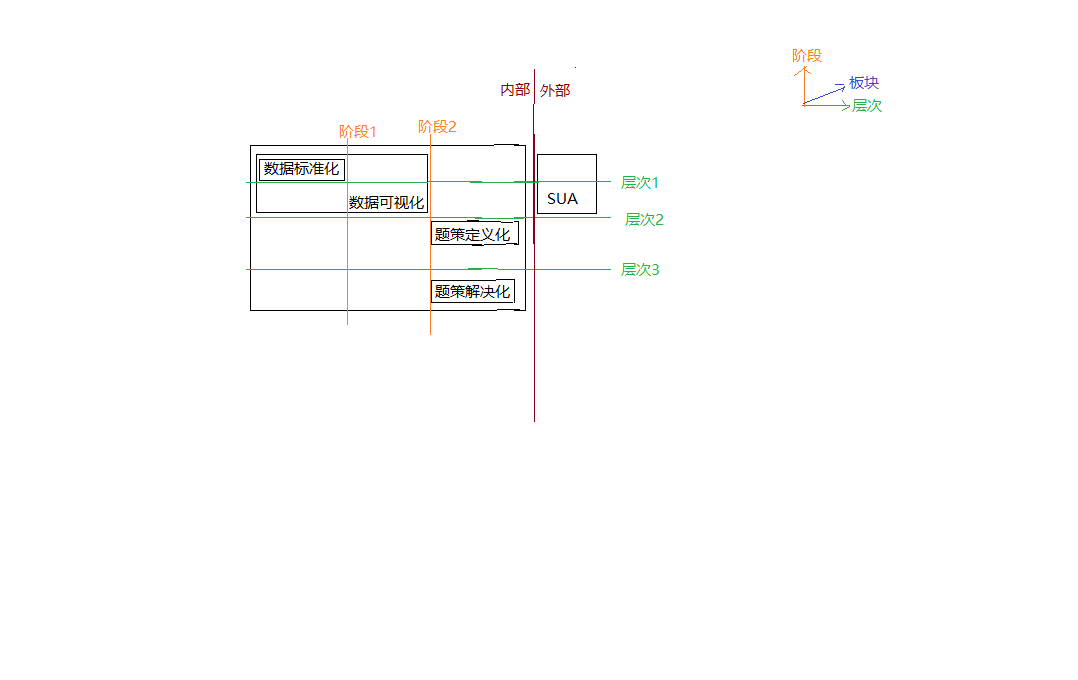 阶段
板块
层次
内部
外部
阶段1
阶段2
数据标准化
层次1
数据可视化
SUA
层次2
题策定义化
层次3
题策解决化